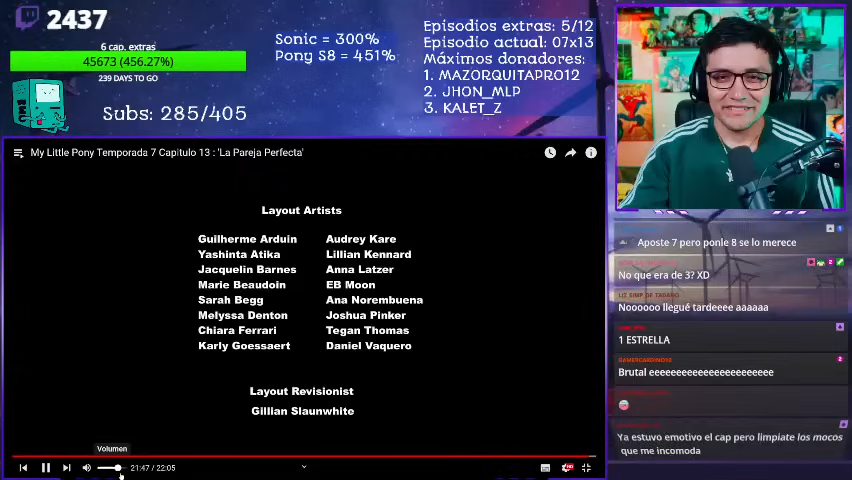 2437
6 cap. extras
45673 (456.27%)
239 DAYS TO GO
Subs: 285/405
Sonic = 300%
Pony S8 = 451%
Episodios extras: 5/12
Episodio actual: 07x13
Máximos donadores:
1. MAZORQUITAPRO12
2. JHON_MLP
3. KALET_Z
My Little Pony Temporada 7 Capitulo 13 : 'La Pareja Perfecta'
Layout Artists
Guilherme Arduin Audrey Kare
Yashinta Atika Lillian Kennard
Jacquelin Barnes Anna Latzer
Marie Beaudoin EB Moon
Sarah Begg Ana Norembuena
Melyssa Denton Joshua Pinker
Chiara Ferrari Tegan Thomas
Karly Goessaert Daniel Vaquero
Layout Revisionist
Gillian Slaunwhite
Volumen
21:47 / 22:05
Aposte 7 pero ponle 8 se lo merece
No que era de 3? XD
Noooooo llegué tardeeee aaaaaa
1 ESTRELLA
Brutal eeeeeeeeeeeeeeeeeeeeeee
Ya estuvo emotivo el cap pero limpiate los mocos
que me incomoda